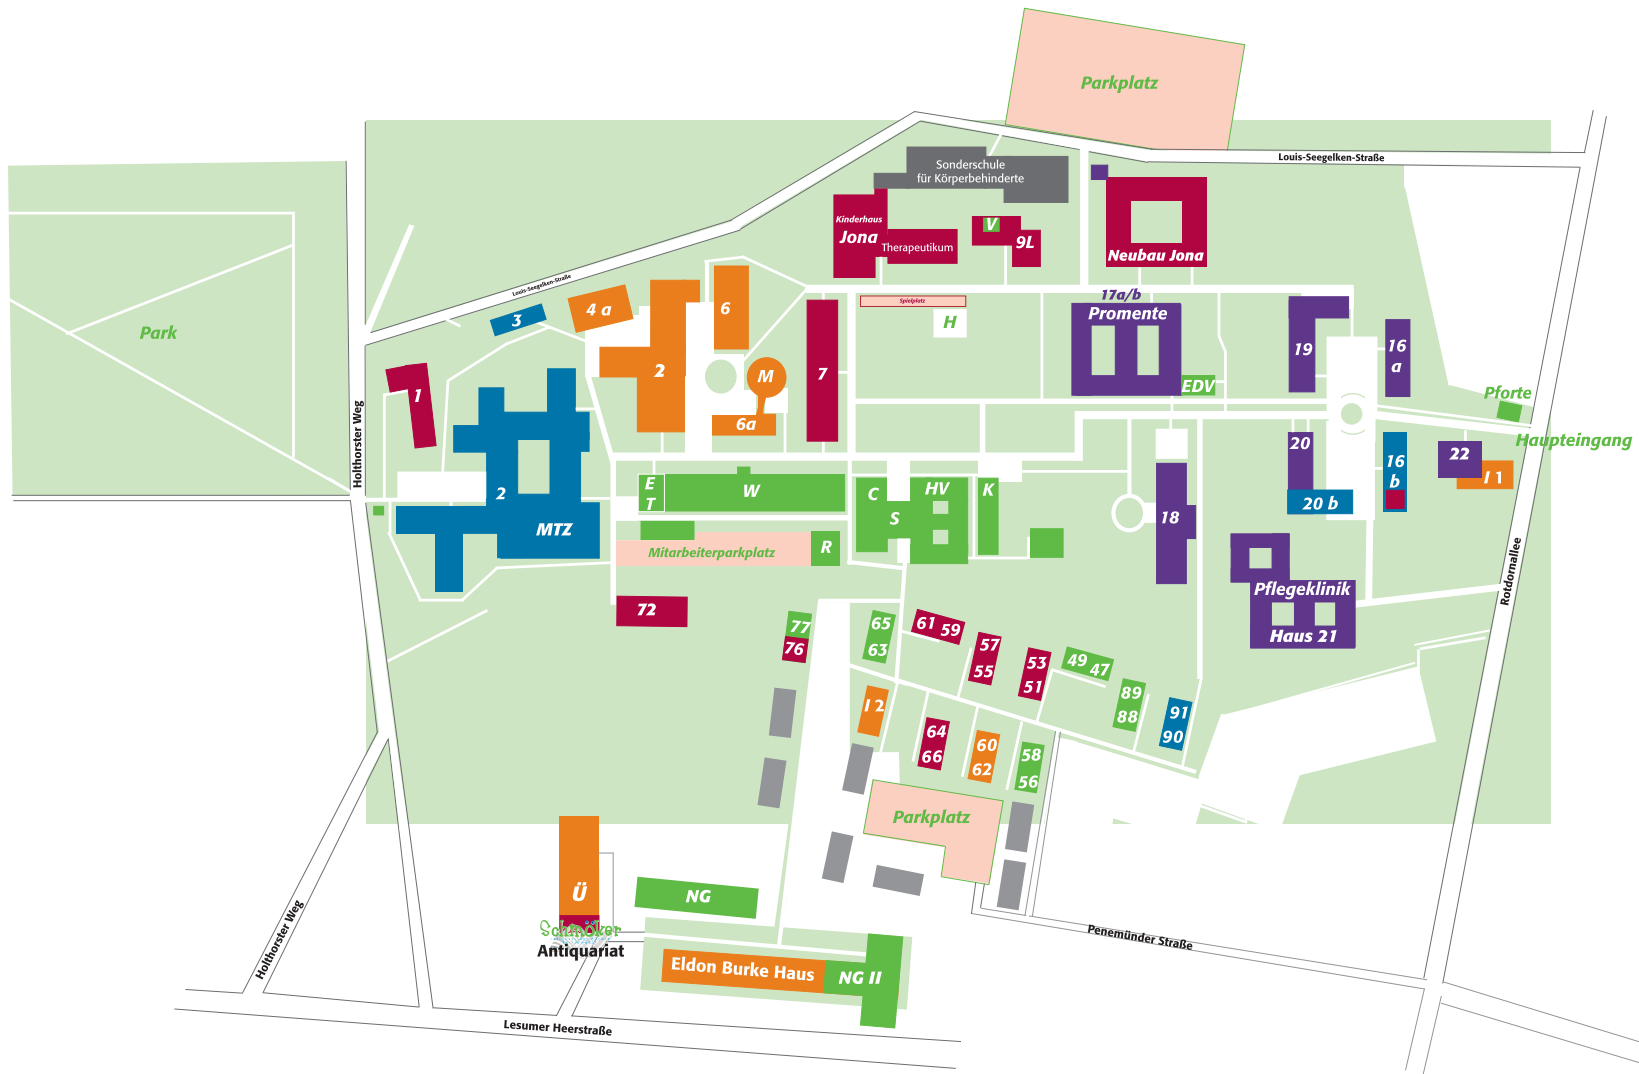 Parkplatz
Louis-Seegelken-Straße
Sonderschule
für Körperbehinderte
Kinderhaus
Jona
Therapeutikum
V
9L
Neubau Jona
Louis-Seegelken-Straße
3
4 a
6
Spielplatz
H
17a/b
Promente
EDV
19
16
a
Park
1
2
M
6a
7
Pforte
Haupteingang
Holthorster Weg
2
MTZ
E
T
W
C
S
HV
K
18
20
20 b
16
b
22
I 1
Mitarbeiterparkplatz
R
72
77
76
65
63
61 59
57
55
53
51
49 47
89
88
91
90
Pflegeklinik
Haus 21
Rotdornallee
I 2
64
66
60
62
58
56
Parkplatz
Ü
Schmöker
Antiquariat
NG
Eldon Burke Haus
NG II
Holthorster Weg
Penemünder Straße
Lesumer Heerstraße